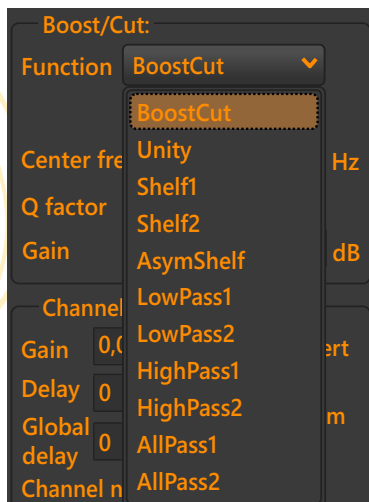 Boost/Cut:
Function BoostCut
BoostCut
Unity
Center fre Hz
Shelf1
Q factor
Shelf2
Gain dB
AsymShelf
LowPass1
Channel
LowPass2
Gain 0,0 ert
HighPass1
Delay 0
HighPass2
Global
delay 0 m
AllPass1
Channel n
AllPass2